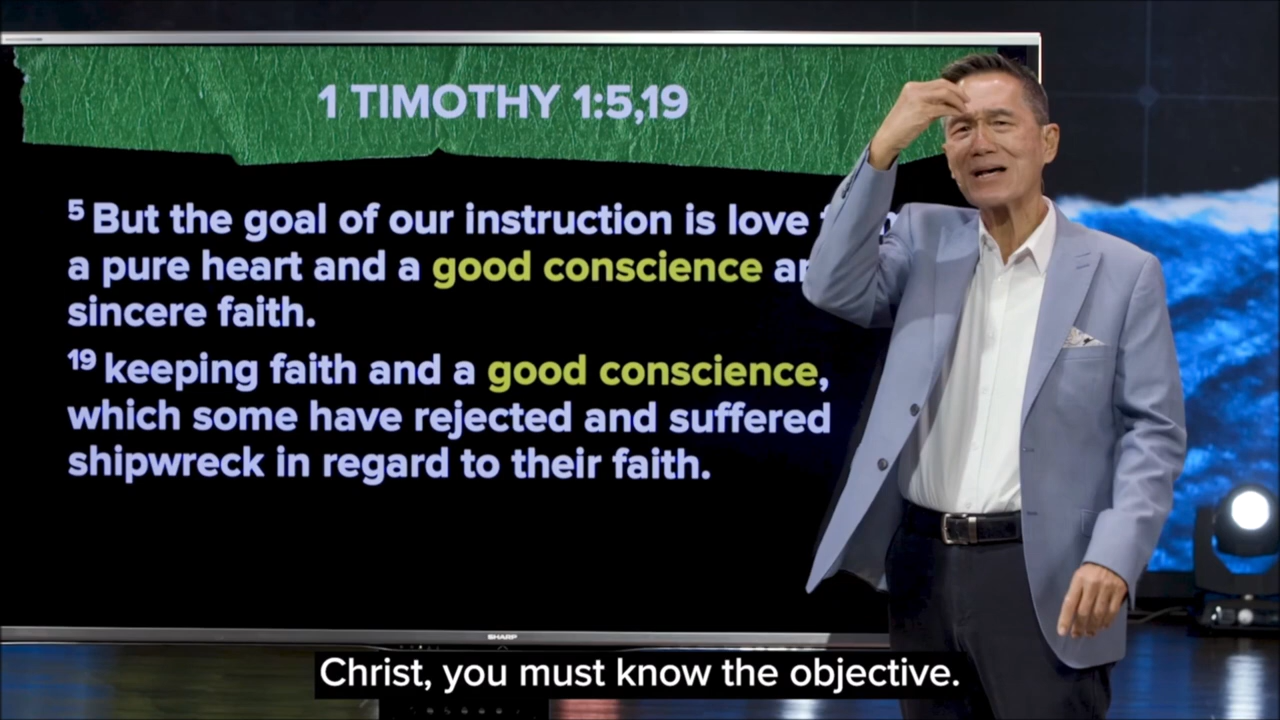 1 TIMOTHY 1:5,19
5 But the goal of our instruction is love
a pure heart and a good conscience
sincere faith.
19 keeping faith and a good conscience,
which some have rejected and suffered
shipwreck in regard to their faith.
SHARP
Christ, you must know the objective.